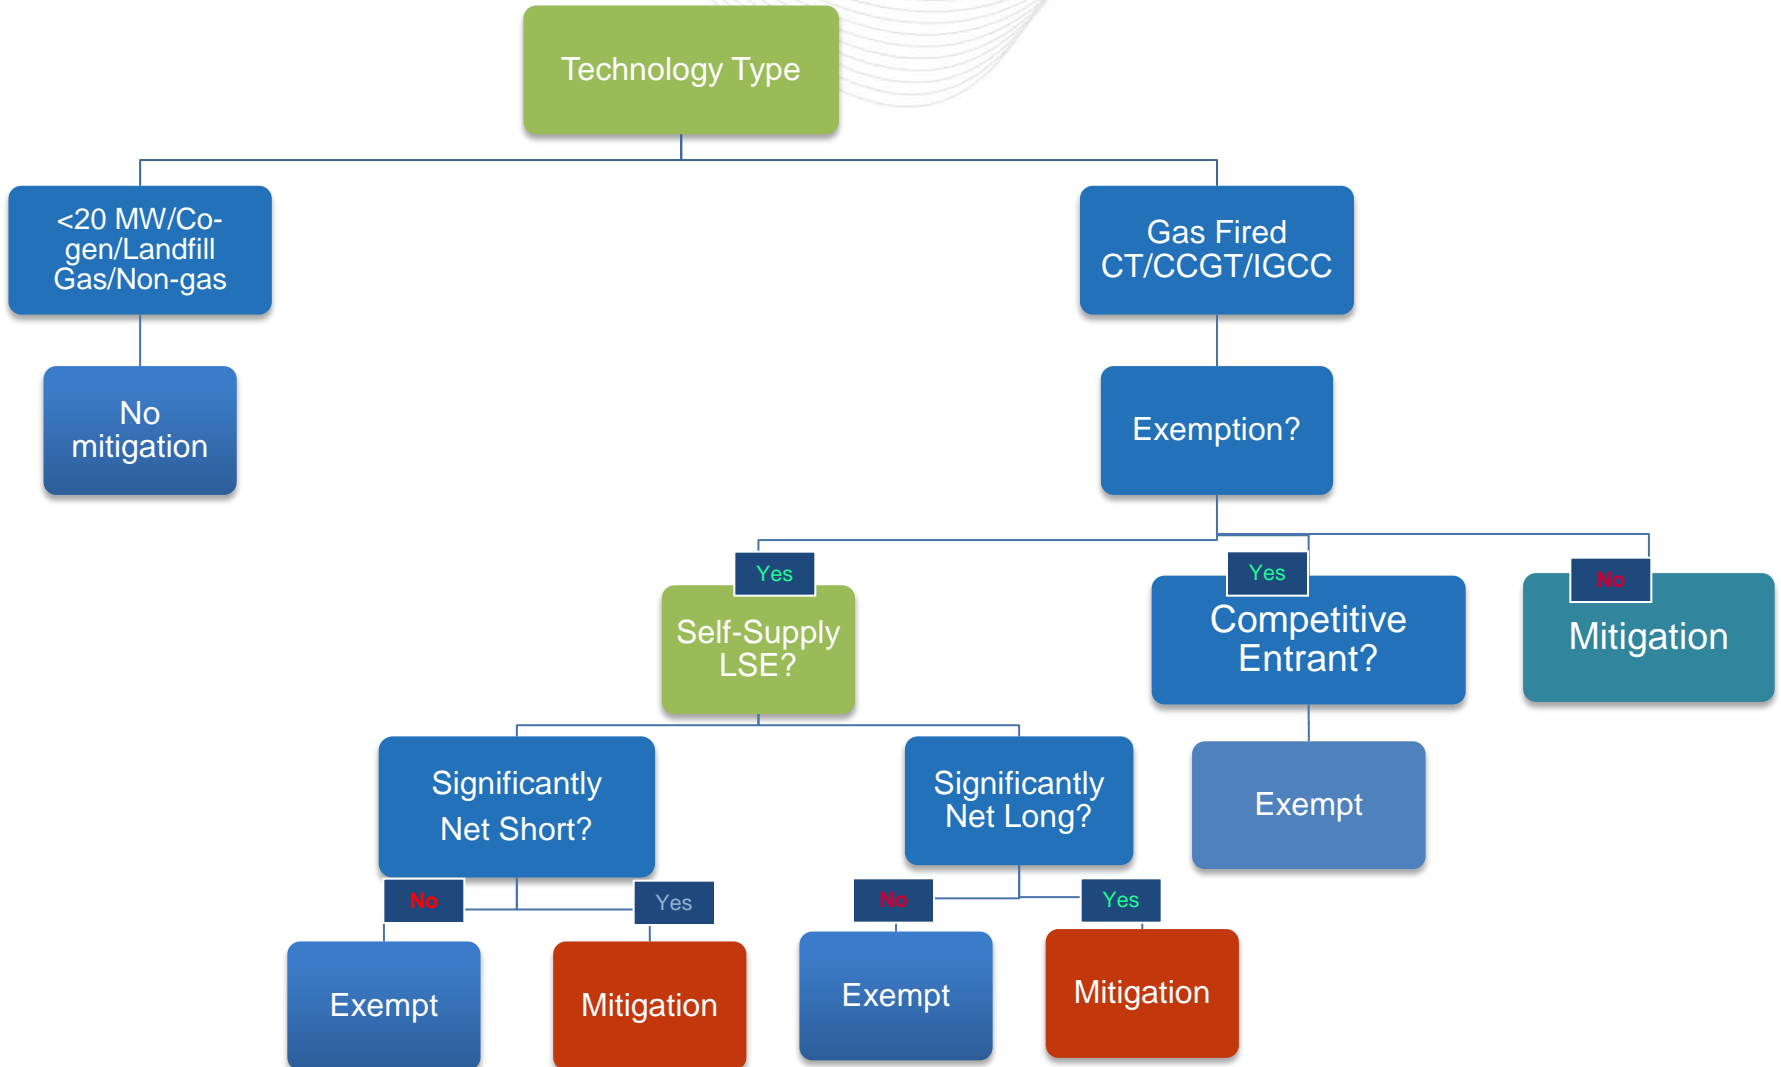 Technology Type
<20 MW/Co-
gen/Landfill
Gas/Non-gas
Gas Fired
CT/CCGT/IGCC
No
mitigation
Exemption?
Yes
Yes
No
Self-Supply
LSE?
Competitive
Entrant?
Mitigation
Significantly
Net Short?
Significantly
Net Long?
Exempt
No
Yes
No
Yes
Exempt
Mitigation
Exempt
Mitigation